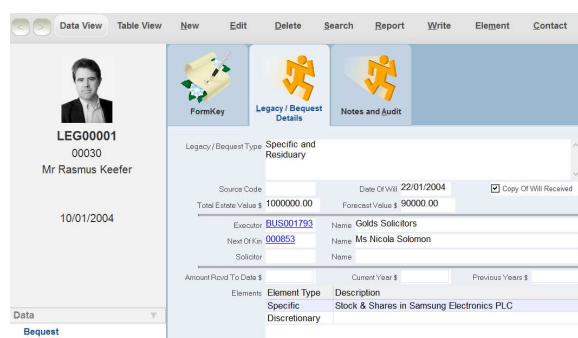 Data View Table View New Edit Delete Search Report Write Element Contact
FormKey
Legacy / Bequest Details
Notes and Audit
LEG00001
00030
Mr Rasmus Keefer
10/01/2004
Data
Bequest
Legacy / Bequest Type Specific and
Residuary
Source Code Date Of Will 22/01/2004 Copy Of Will Received
Total Estate Value $ 1000000.00 Forecast Value $ 90000.00
Executor BUS001793 Name Golds Solicitors
Next Of Kin 000853 Name Ms Nicola Solomon
Solicitor Name
Amount Rcvd To Date $ Current Year $ Previous Years $
Elements Element Type Description
Specific Stock & Shares in Samsung Electronics PLC
Discretionary